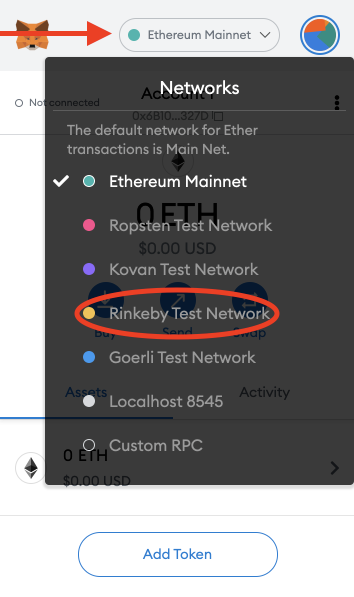 Ethereum Mainnet
Networks
Not connected
Account 1
0x6B10...327D
The default network for Ether
transactions is Main Net.
Ethereum Mainnet
0 ETH
Ropsten Test Network
$0.00 USD
Kovan Test Network
Rinkeby Test Network
Buy
Send
Swap
Goerli Test Network
Assets
Activity
Localhost 8545
Custom RPC
0 ETH
$0.00 USD
Add Token